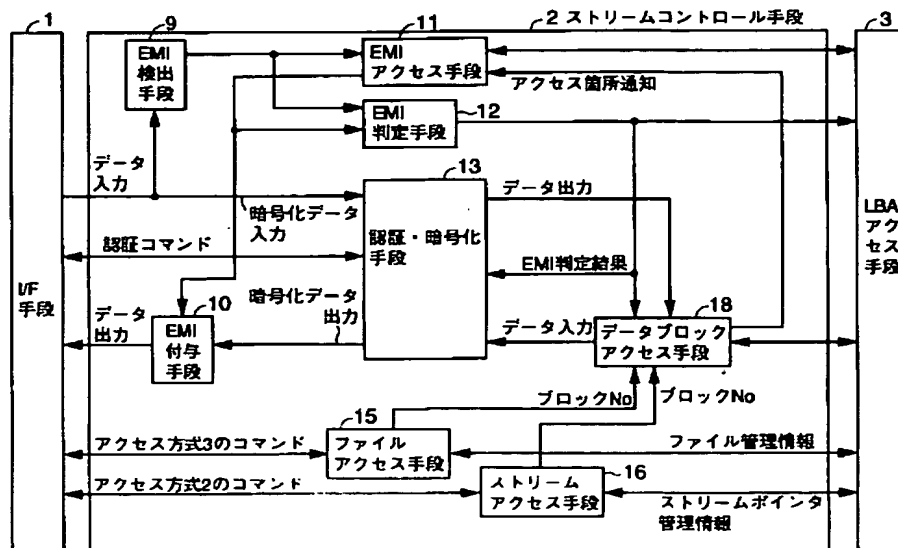 1
9
EMI
検出
手段
11
EMI
アクセス手段
2 ストリームコントロール手段
3
アクセス箇所通知
EMI
判定手段
12
データ
入力
暗号化データ
入力
13
認証・暗号化
手段
データ出力
認証コマンド
EMI判定結果
I/F
手段
LBA
アク
セス
手段
データ
出力
10
EMI
付与
手段
暗号化データ
出力
データ入力
18
データブロック
アクセス手段
ブロックNo
ブロックNo
アクセス方式3のコマンド
15
ファイル
アクセス手段
ファイル管理情報
アクセス方式2のコマンド
16
ストリーム
アクセス手段
ストリームポインタ
管理情報